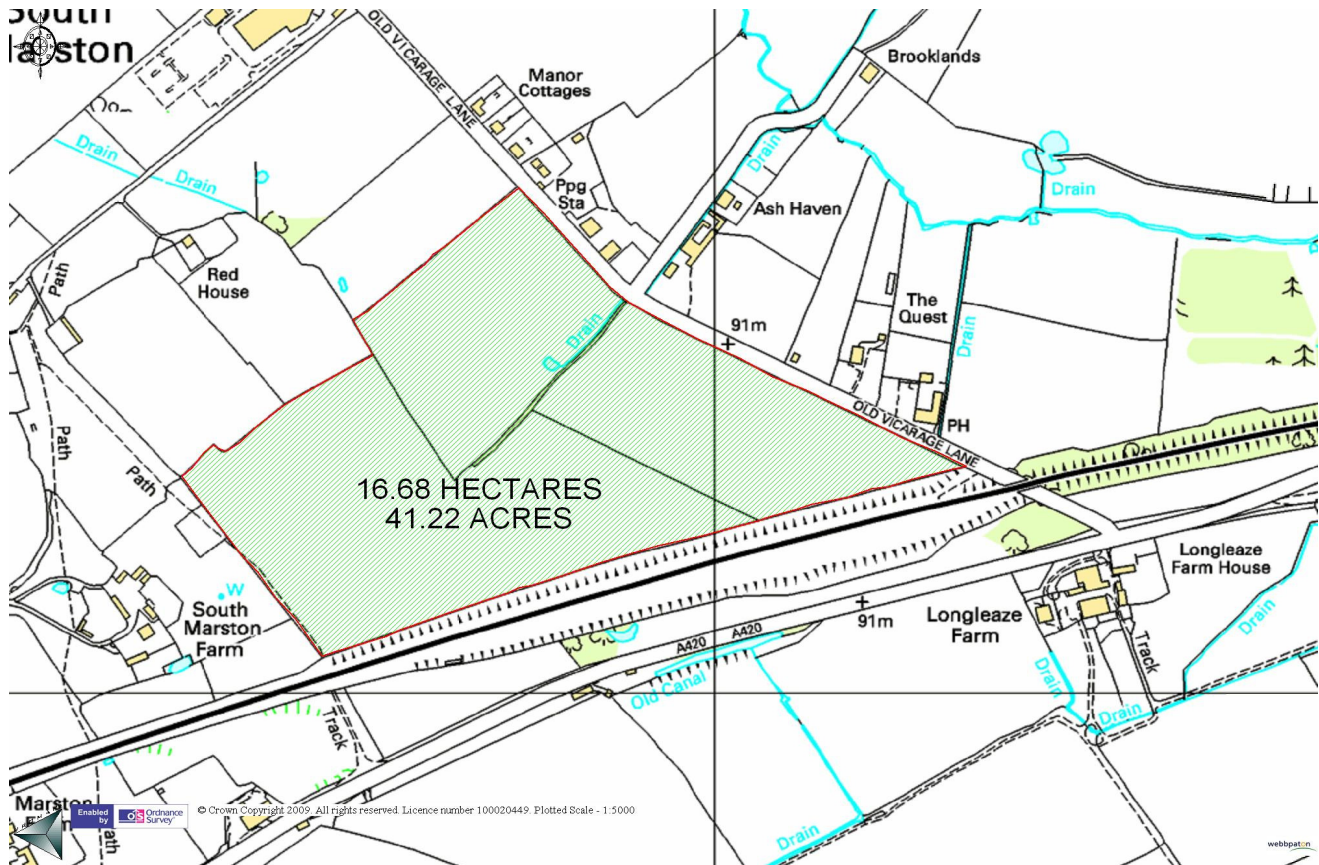 South
Marston
OLD VICARAGE LANE
Manor
Cottages
Brooklands
Drain
Drain
Drain
Drain
Ppg
Sta
Ash Haven
Red
House
Path
The
Quest
91m
Drain
Drain
OLD VICARAGE LANE
PH
Path
Path
16.68 HECTARES
41.22 ACRES
W
South
Marston
Farm
Longleaze
Farm House
Longleaze
Farm
91m
A420
A420
Old Canal
Drain
Drain
Drain
Track
Track
Marston
Path
Enabled
by
Ordnance
Survey
© Crown Copyright 2009. All rights reserved. Licence number 100020449. Plotted Scale - 1:5000
Drain
webbpaton